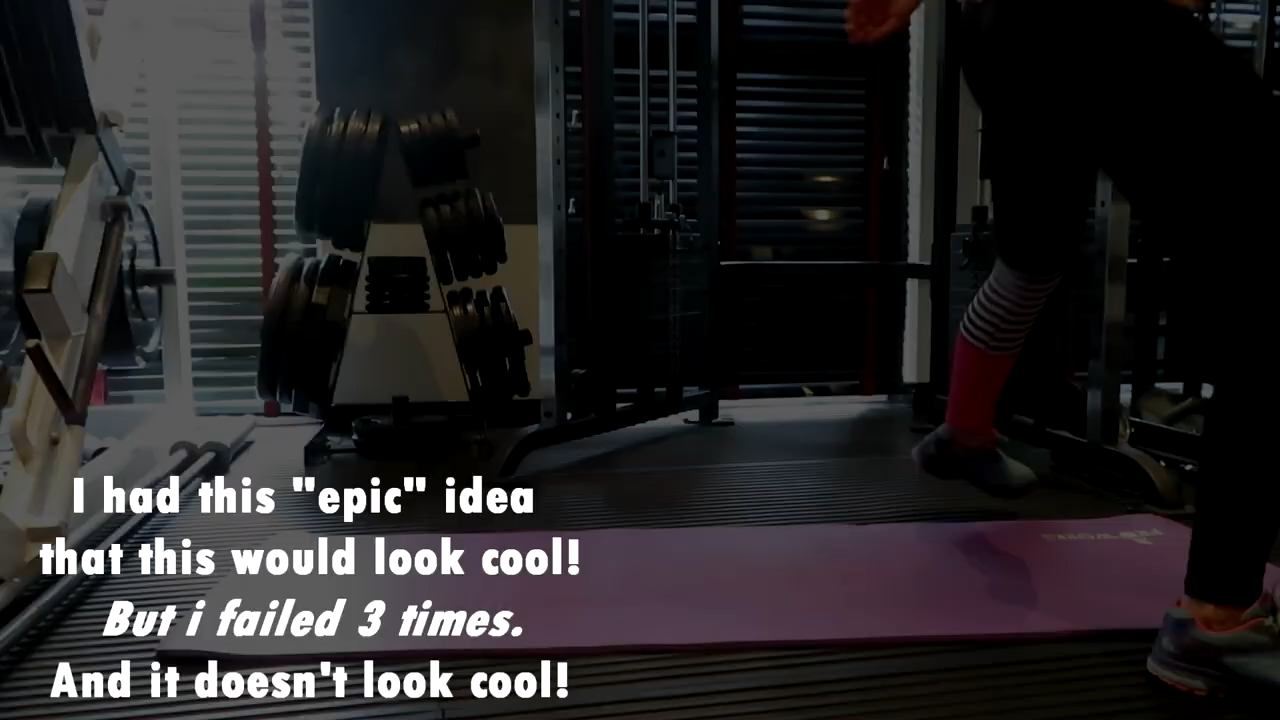 I had this "epic" idea
that this would look cool!
But i failed 3 times.
And it doesn't look cool!